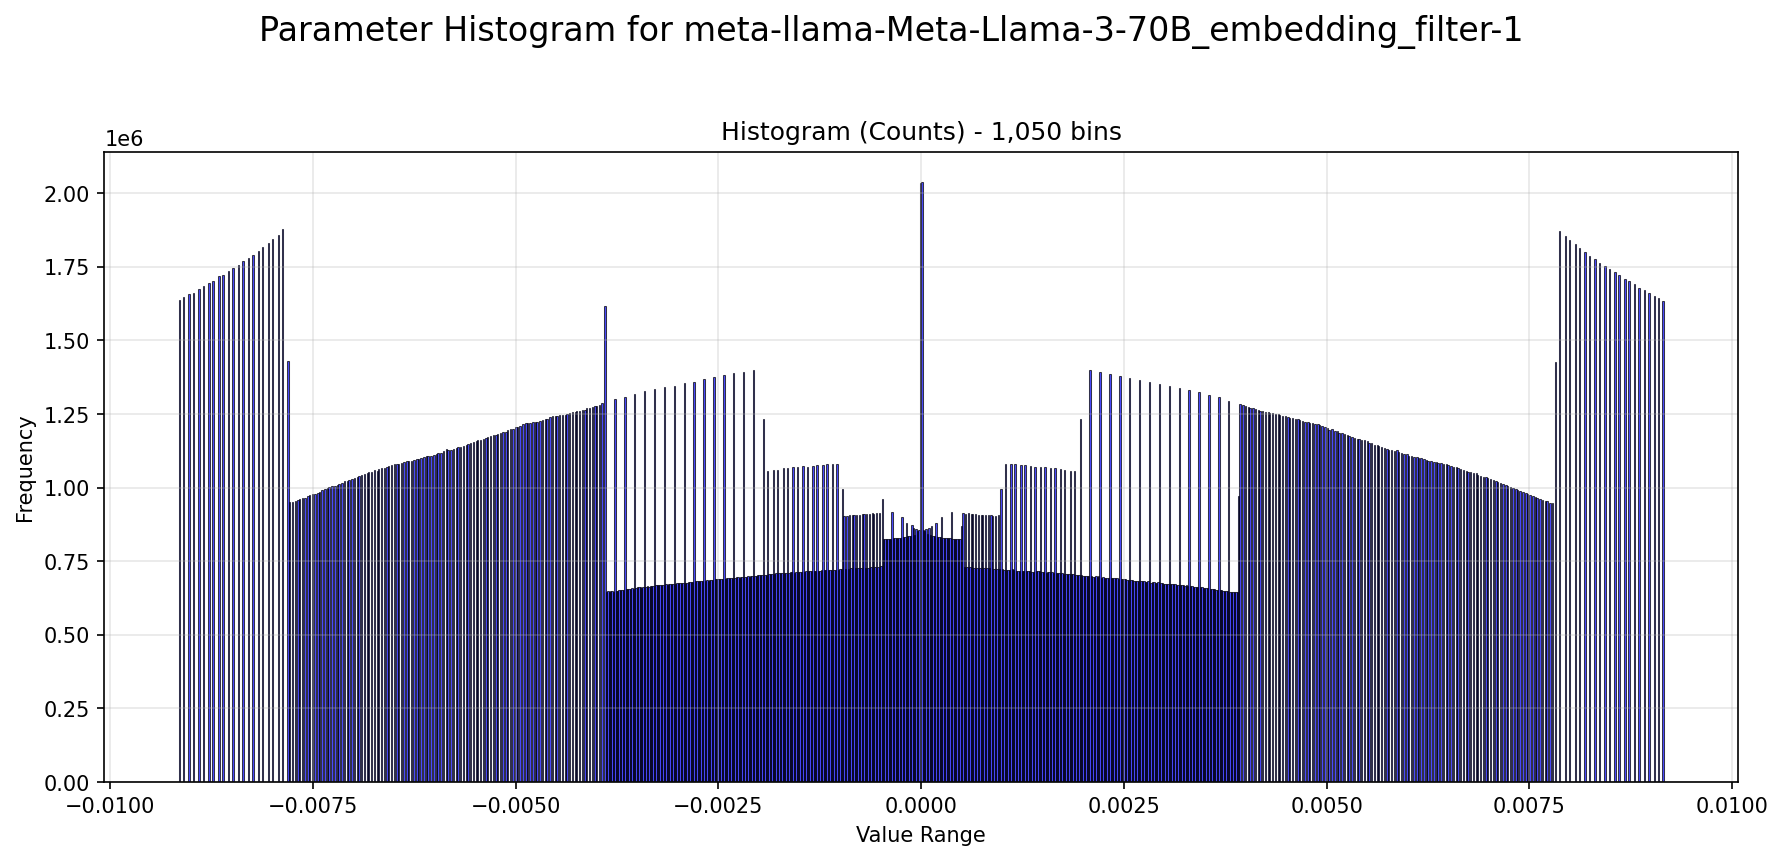 Parameter Histogram for meta-llama-Meta-Llama-3-70B_embedding_filter-1
Histogram (Counts) - 1,050 bins
1e6
2.00
1.75
1.50
1.25
1.00
0.75
0.50
0.25
0.00
Frequency
−0.0100 −0.0075 −0.0050 −0.0025 0.0000 0.0025 0.0050 0.0075 0.0100
Value Range